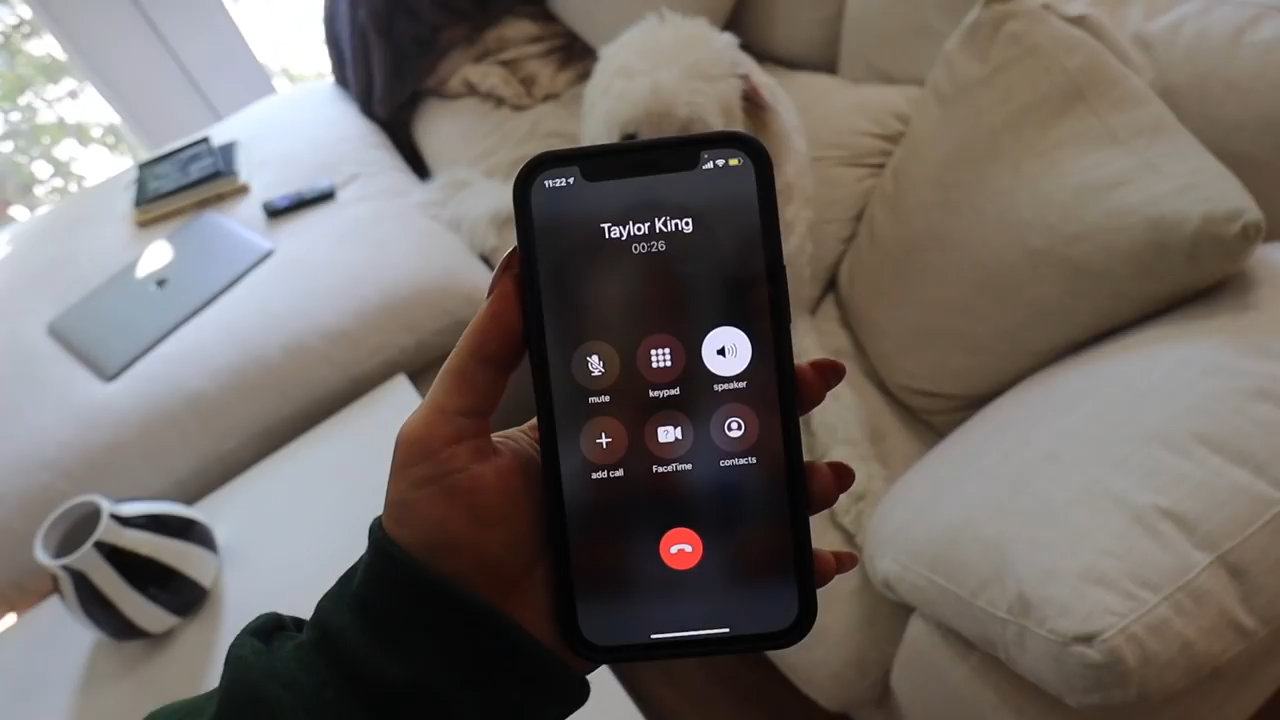 11:22
Taylor King
00:26
mute
keypad
speaker
add call
FaceTime
contacts